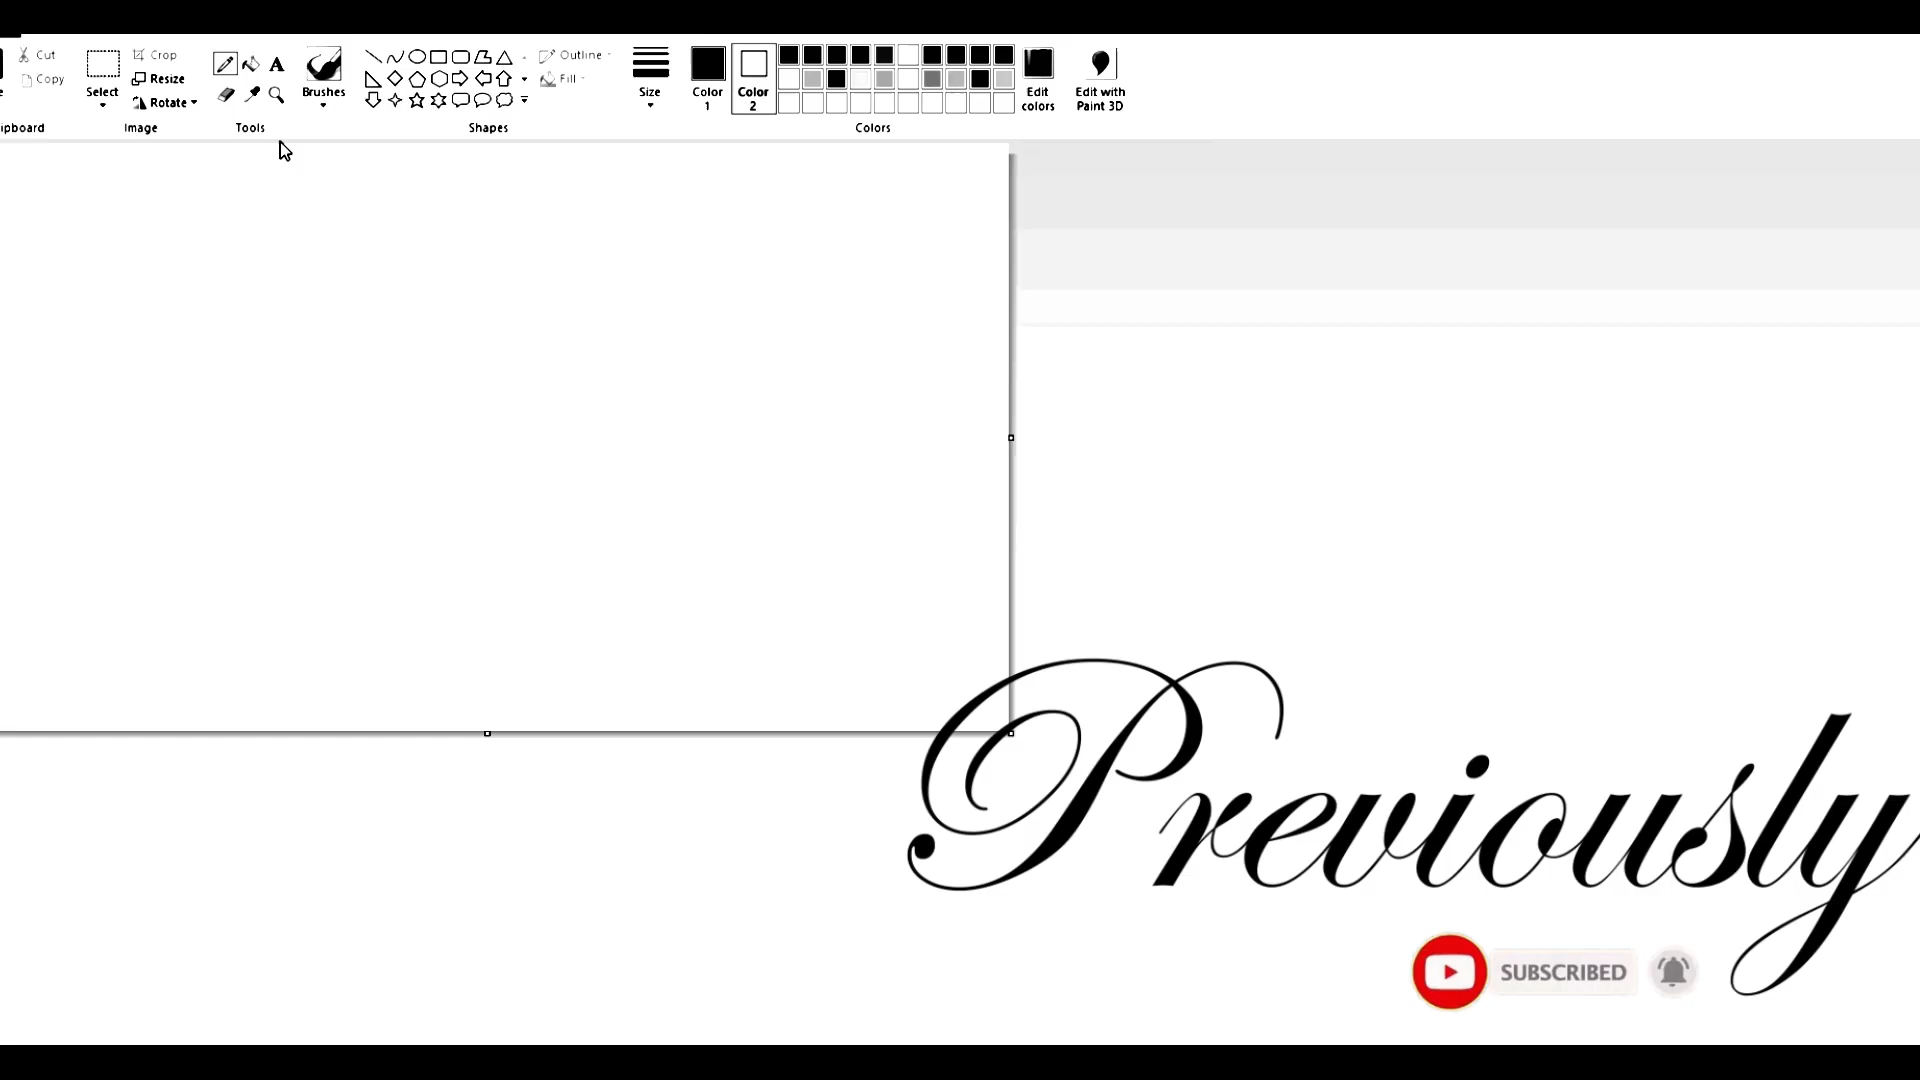 Cut
Copy
ipboard
Select
Crop
Resize
Rotate
Image
A
Tools
Brushes
Shapes
Outline
Fill
Size
Color
1
Color
2
Colors
Edit
colors
Edit with
Paint 3D
Previously
SUBSCRIBED